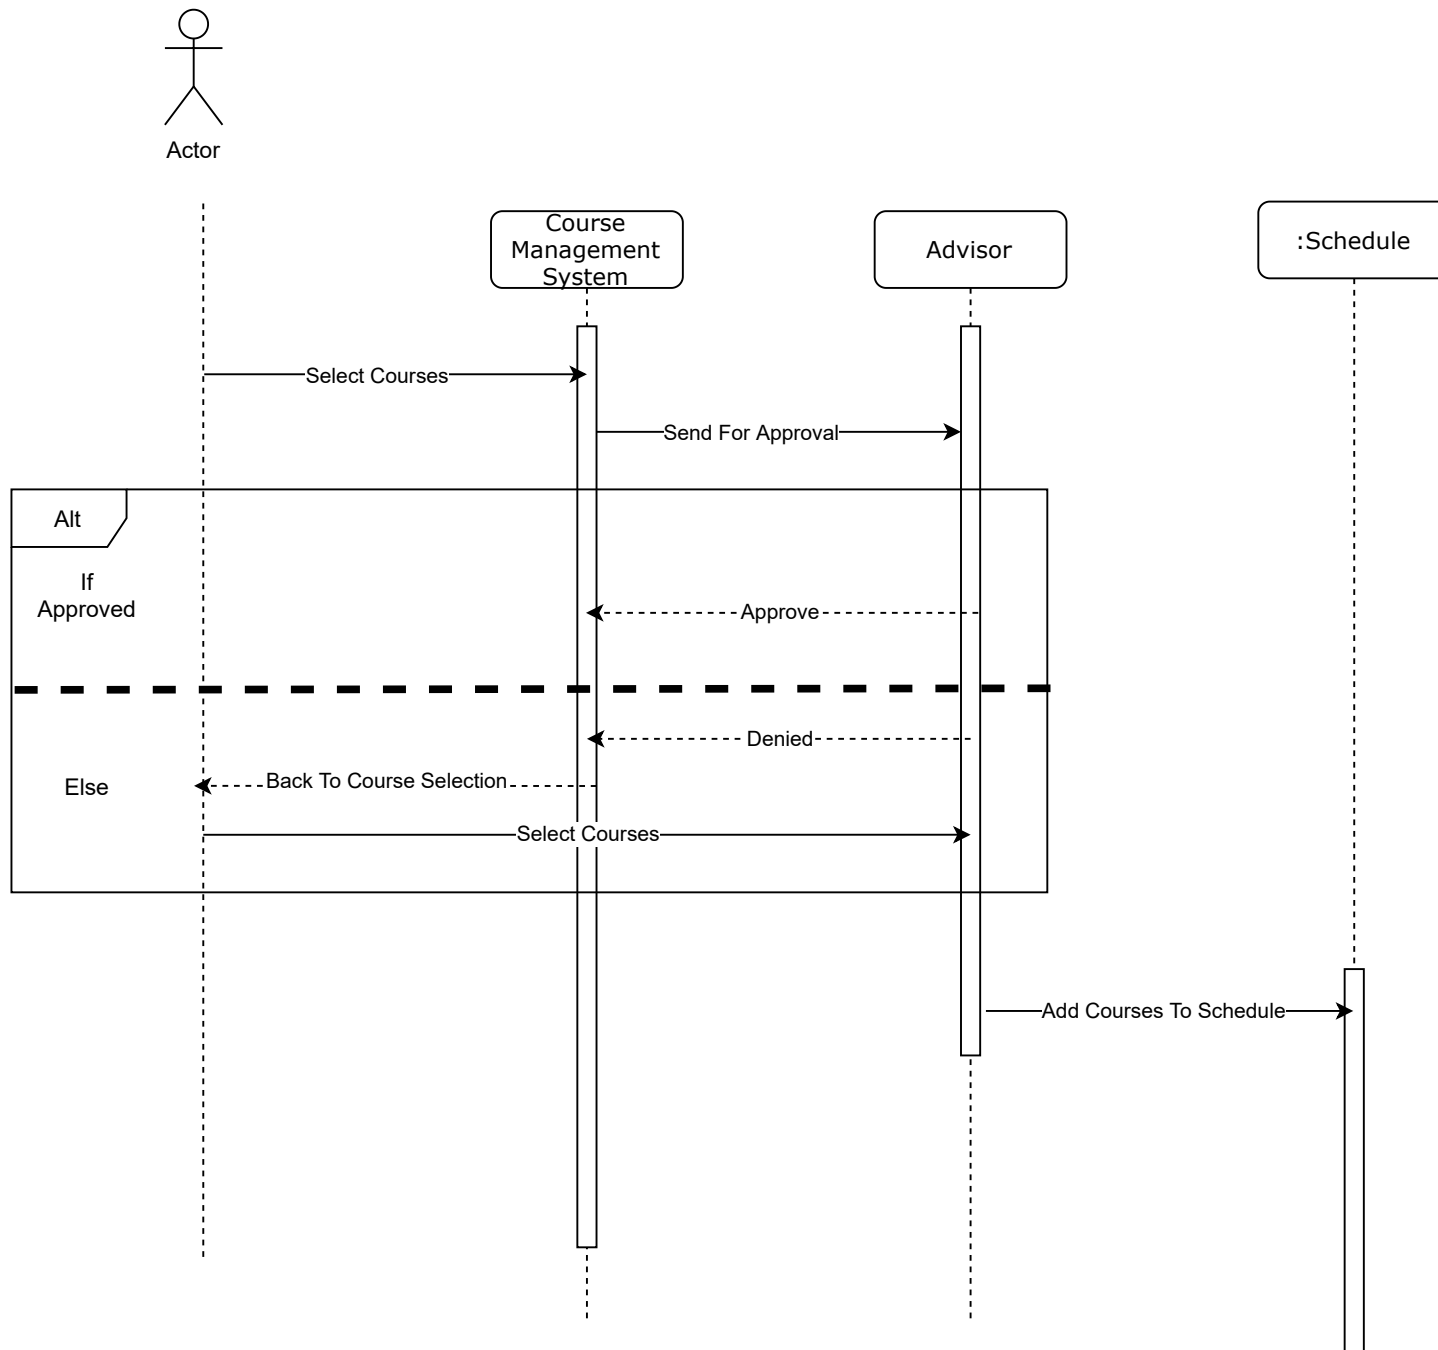 Actor
Course
Management
System
Advisor
:Schedule
Select Courses
Send For Approval
Alt
If
Approved
Approve
Denied
Else
Back To Course Selection
Select Courses
Add Courses To Schedule